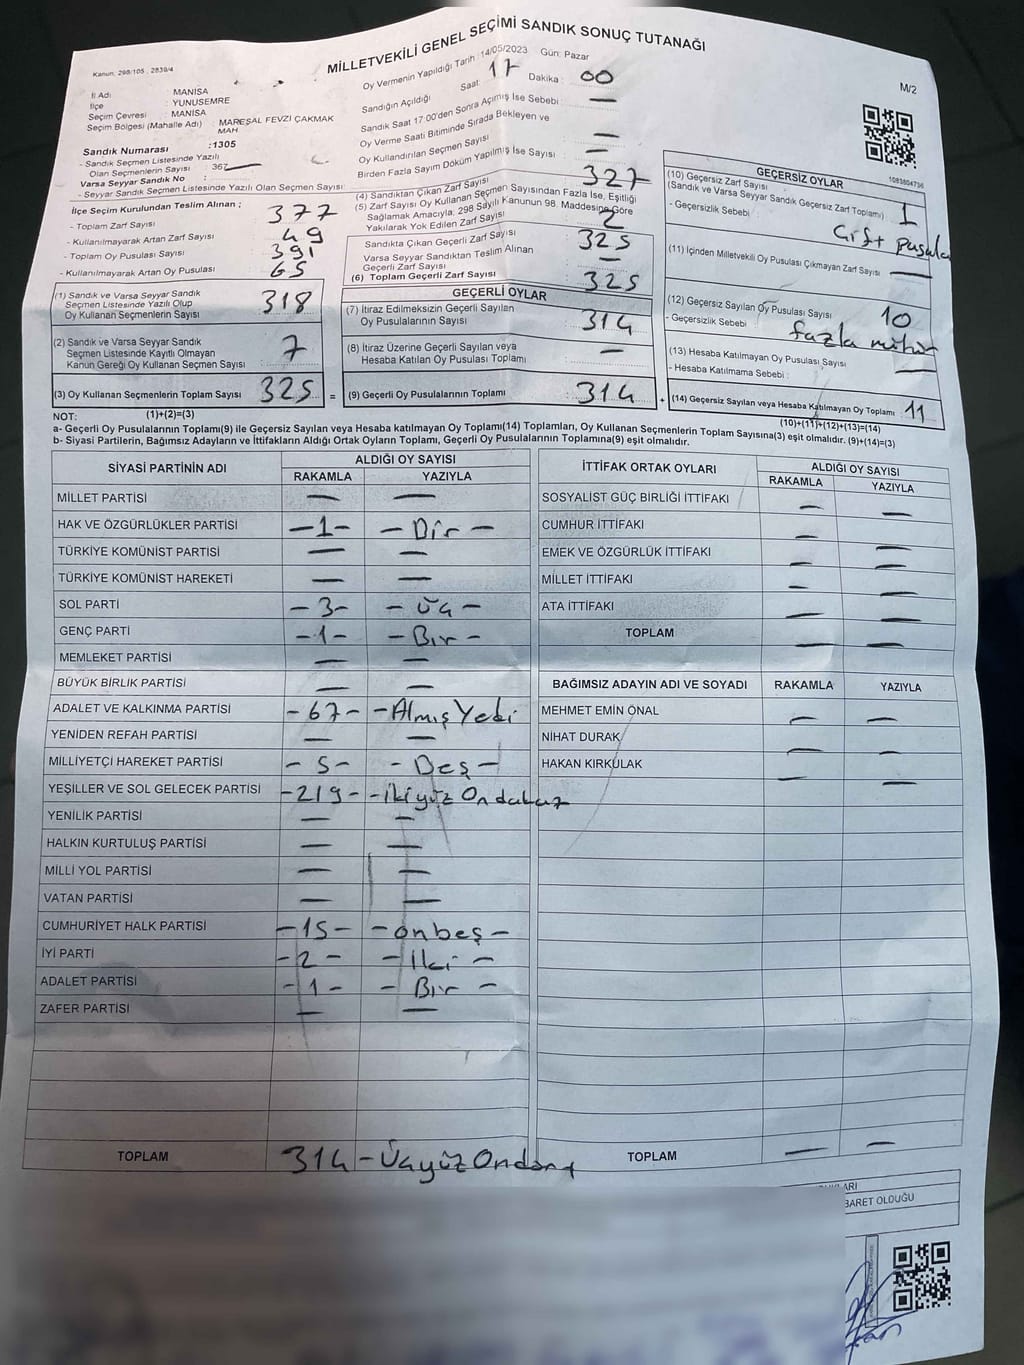 MİLLETVEKİLİ GENEL SEÇİMİ SANDIK SONUÇ TUTANAĞI
Kanun, 298/105 , 2839/4
M/2
İl Adı : MANİSA
İlçe : YUNUSEMRE
Seçim Çevresi : MANİSA
Seçim Bölgesi (Mahalle Adı) : MAREŞAL FEVZİ ÇAKMAK MAH
Sandık Numarası : 1305
- Sandık Seçmen Listesinde Yazılı
Olan Seçmenlerin Sayısı : 367
Varsa Seyyar Sandık No :
- Seyyar Sandık Seçmen Listesinde Yazılı Olan Seçmen Sayısı :
İlçe Seçim Kurulundan Teslim Alınan ;
- Toplam Zarf Sayısı 377
- Kullanılmayarak Artan Zarf Sayısı 49
- Toplam Oy Pusulası Sayısı 391
- Kullanılmayarak Artan Oy Pusulası 65
(1) Sandık ve Varsa Seyyar Sandık
Seçmen Listesinde Yazılı Olup
Oy Kullanan Seçmenlerin Sayısı 318
(2) Sandık ve Varsa Seyyar Sandık
Seçmen Listesinde Kayıtlı Olmayan
Kanun Gereği Oy Kullanan Seçmen Sayısı 7
(3) Oy Kullanan Seçmenlerin Toplam Sayısı 325 =
Oy Vermenin Yapıldığı Tarih : 14/05/2023 Gün: Pazar
Sandığın Açıldığı Saat: 17 Dakika : 00
Sandık Saat 17:00'den Sonra Açılmış İse Sebebi : —
Oy Verme Saati Bitiminde Sırada Bekleyen ve
Oy Kullandırılan Seçmen Sayısı —
Birden Fazla Sayım Döküm Yapılmış İse Sayısı —
(4) Sandıktan Çıkan Zarf Sayısı 327
(5) Zarf Sayısı Oy Kullanan Seçmen Sayısından Fazla İse, Eşitliği
Sağlamak Amacıyla, 298 Sayılı Kanunun 98. Maddesine Göre
Yakılarak Yok Edilen Zarf Sayısı 2
Sandıkta Çıkan Geçerli Zarf Sayısı 325
Varsa Seyyar Sandıktan Teslim Alınan
Geçerli Zarf Sayısı —
(6) Toplam Geçerli Zarf Sayısı 325
GEÇERLİ OYLAR
(7) İtiraz Edilmeksizin Geçerli Sayılan
Oy Pusulalarının Sayısı 314
(8) İtiraz Üzerine Geçerli Sayılan veya
Hesaba Katılan Oy Pusulası Toplamı —
(9) Geçerli Oy Pusulalarının Toplamı 314 +
GEÇERSİZ OYLAR
1083804736
(10) Geçersiz Zarf Sayısı
(Sandık ve Varsa Seyyar Sandık Geçersiz Zarf Toplamı) 1
- Geçersizlik Sebebi : Çift pusula
(11) İçinden Milletvekili Oy Pusulası Çıkmayan Zarf Sayısı —
(12) Geçersiz Sayılan Oy Pusulası Sayısı 10
- Geçersizlik Sebebi : fazla mühür
(13) Hesaba Katılmayan Oy Pusulası Sayısı —
- Hesaba Katılmama Sebebi :
(14) Geçersiz Sayılan veya Hesaba Katılmayan Oy Toplamı 11
NOT: (1)+(2)=(3) (10)+(11)+(12)+(13)=(14)
a- Geçerli Oy Pusulalarının Toplamı(9) ile Geçersiz Sayılan veya Hesaba katılmayan Oy Toplamı(14) Toplamları, Oy Kullanan Seçmenlerin Toplam Sayısına(3) eşit olmalıdır. (9)+(14)=(3)
b- Siyasi Partilerin, Bağımsız Adayların ve İttifakların Aldığı Ortak Oyların Toplamı, Geçerli Oy Pusulalarının Toplamına(9) eşit olmalıdır.
SİYASİ PARTİNİN ADI ALDIĞI OY SAYISI
RAKAMLA YAZIYLA
MİLLET PARTİSİ — —
HAK VE ÖZGÜRLÜKLER PARTİSİ -1- - Bir -
TÜRKİYE KOMÜNİST PARTİSİ — —
TÜRKİYE KOMÜNİST HAREKETİ — —
SOL PARTİ -3- - Üç -
GENÇ PARTİ -1- - Bir -
MEMLEKET PARTİSİ — —
BÜYÜK BİRLİK PARTİSİ — —
ADALET VE KALKINMA PARTİSİ -67- -Almış Yedi
YENİDEN REFAH PARTİSİ — —
MİLLİYETÇİ HAREKET PARTİSİ -5- - Beş -
YEŞİLLER VE SOL GELECEK PARTİSİ -219- -ikiyüz Ondokuz
YENİLİK PARTİSİ — —
HALKIN KURTULUŞ PARTİSİ — —
MİLLİ YOL PARTİSİ — —
VATAN PARTİSİ — —
CUMHURİYET HALK PARTİSİ -15- -onbeş-
İYİ PARTİ -2- - İki -
ADALET PARTİSİ -1- - Bir -
ZAFER PARTİSİ — —
TOPLAM 314 - Üçyüz Ondört
İTTİFAK ORTAK OYLARI ALDIĞI OY SAYISI
RAKAMLA YAZIYLA
SOSYALİST GÜÇ BİRLİĞİ İTTİFAKI — —
CUMHUR İTTİFAKI — —
EMEK VE ÖZGÜRLÜK İTTİFAKI — —
MİLLET İTTİFAKI — —
ATA İTTİFAKI — —
TOPLAM — —
BAĞIMSIZ ADAYIN ADI VE SOYADI RAKAMLA YAZIYLA
MEHMET EMİN ÖNAL — —
NİHAT DURAK — —
HAKAN KIRKULAK — —
TOPLAM — —
BARET OLDUĞU